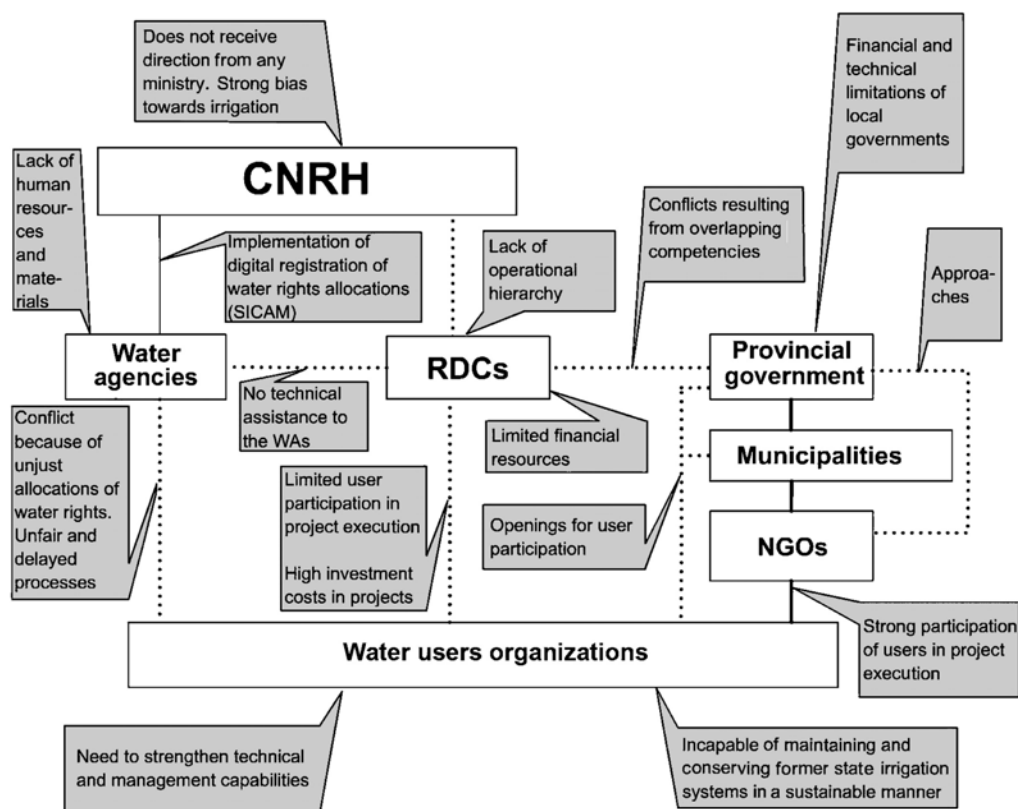 Does not receive
direction from any
ministry. Strong bias
towards irrigation
Financial and
technical
limitations of
local
governments
Lack of
human
resour-
ces
and
mate-
rials
CNRH
Implementation of
digital registration of
water rights allocations
(SICAM)
Lack of
operational
hierarchy
Conflicts resulting
from overlapping
competencies
Approa-
ches
Water
agencies
RDCs
Provincial
government
No technical
assistance to
the WAs
Conflict
because of
unjust
allocations of
water rights.
Unfair and
delayed
processes
Limited financial
resources
Municipalities
Limited user
participation in
project execution
High investment
costs in projects
Openings for user
participation
NGOs
Strong participation
of users in project
execution
Water users organizations
Need to strengthen technical
and management capabilities
Incapable of maintaining and
conserving former state irrigation
systems in a sustainable manner